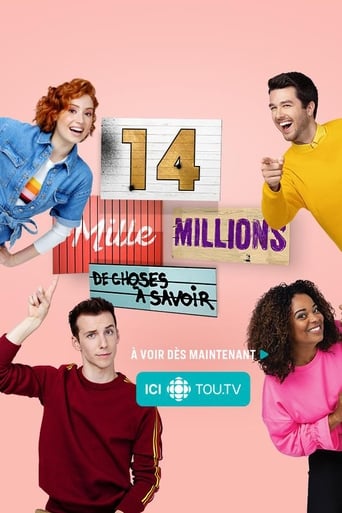 14
Mille
MILLIONS
DE CHOSES
À SAVOIR
À VOIR DÈS MAINTENANT
ICI TOU.TV